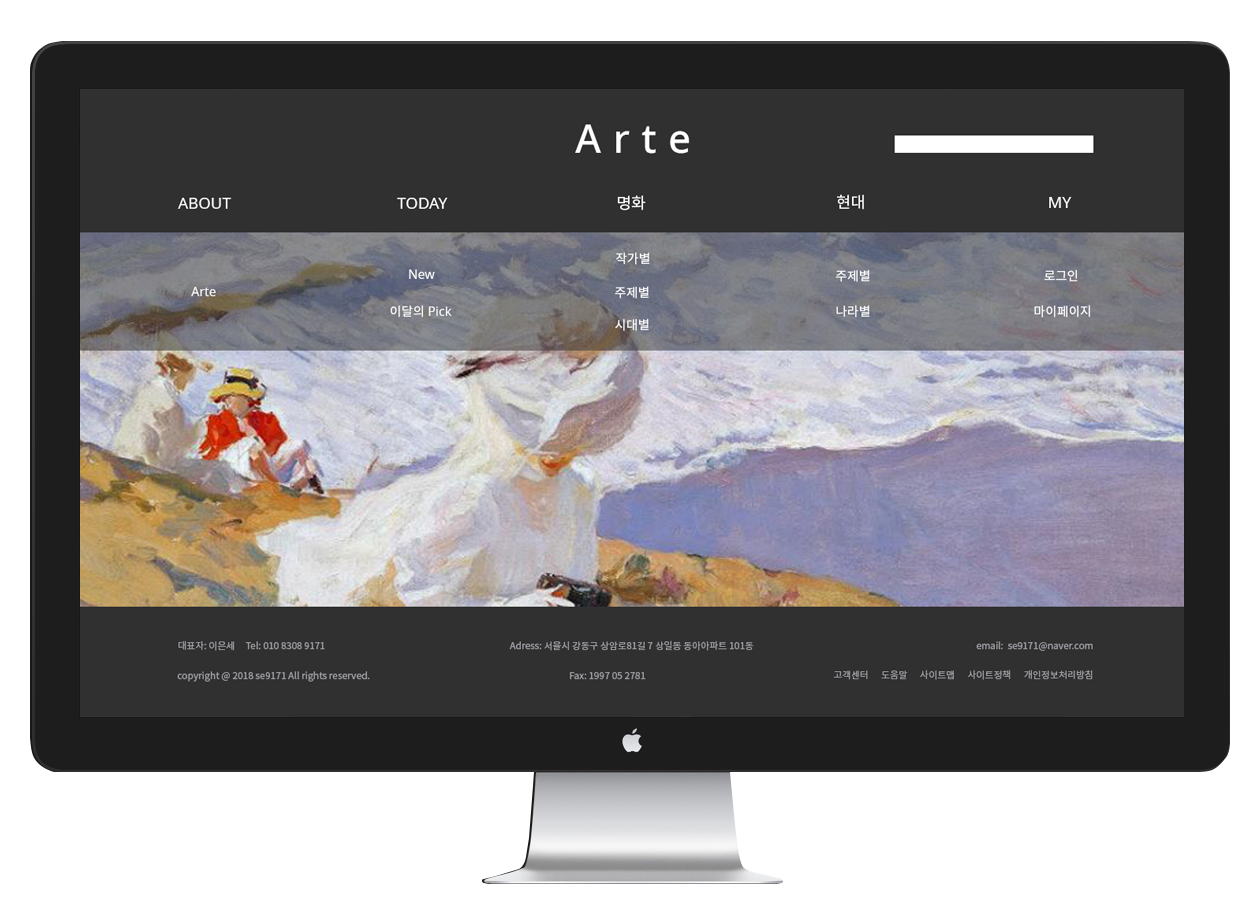 Arte
ABOUT TODAY 명화 현대 MY
Arte
New
이달의 Pick
작가별
주제별
시대별
주제별
나라별
로그인
마이페이지
대표자: 이은세 Tel: 010 8308 9171 Adress: 서울시 강동구 상암로81길 7 상일동 동아아파트 101동 email: se9171@naver.com
copyright @ 2018 se9171 All rights reserved. Fax: 1997 05 2781 고객센터 도움말 사이트맵 사이트정책 개인정보처리방침